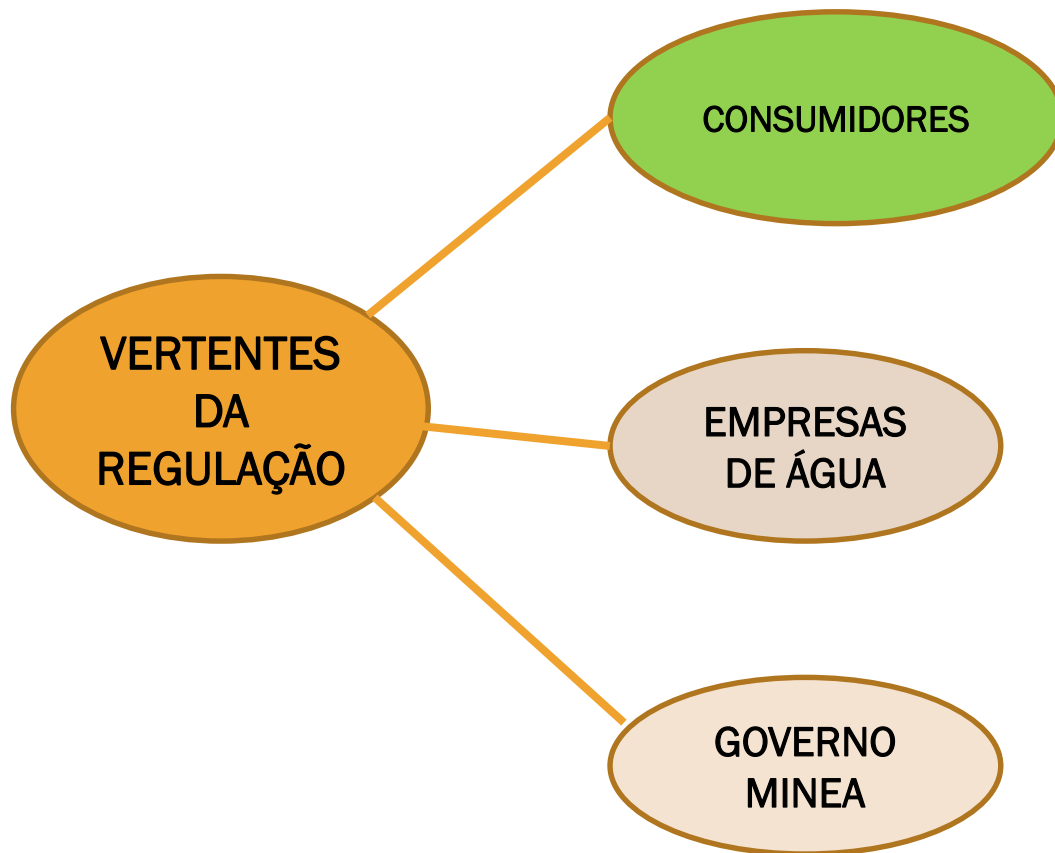 CONSUMIDORES
VERTENTES
DA
REGULAÇÃO
EMPRESAS
DE ÁGUA
GOVERNO
MINEA